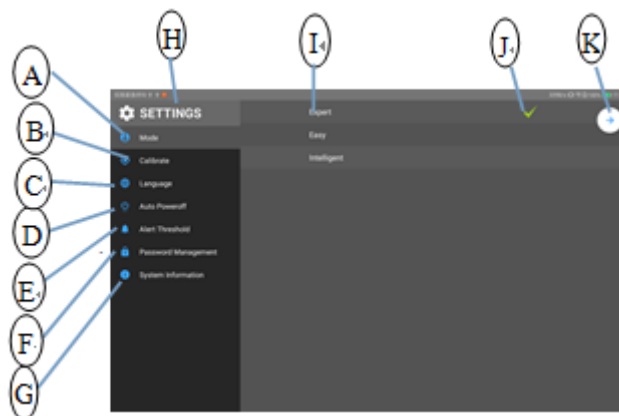 H
I
J
K
A
B
C
D
E
F
G
SETTINGS
Mode
Calibrate
Language
Auto Poweroff
Alert Threshold
Password Management
System Information
Expert
Easy
Intelligent